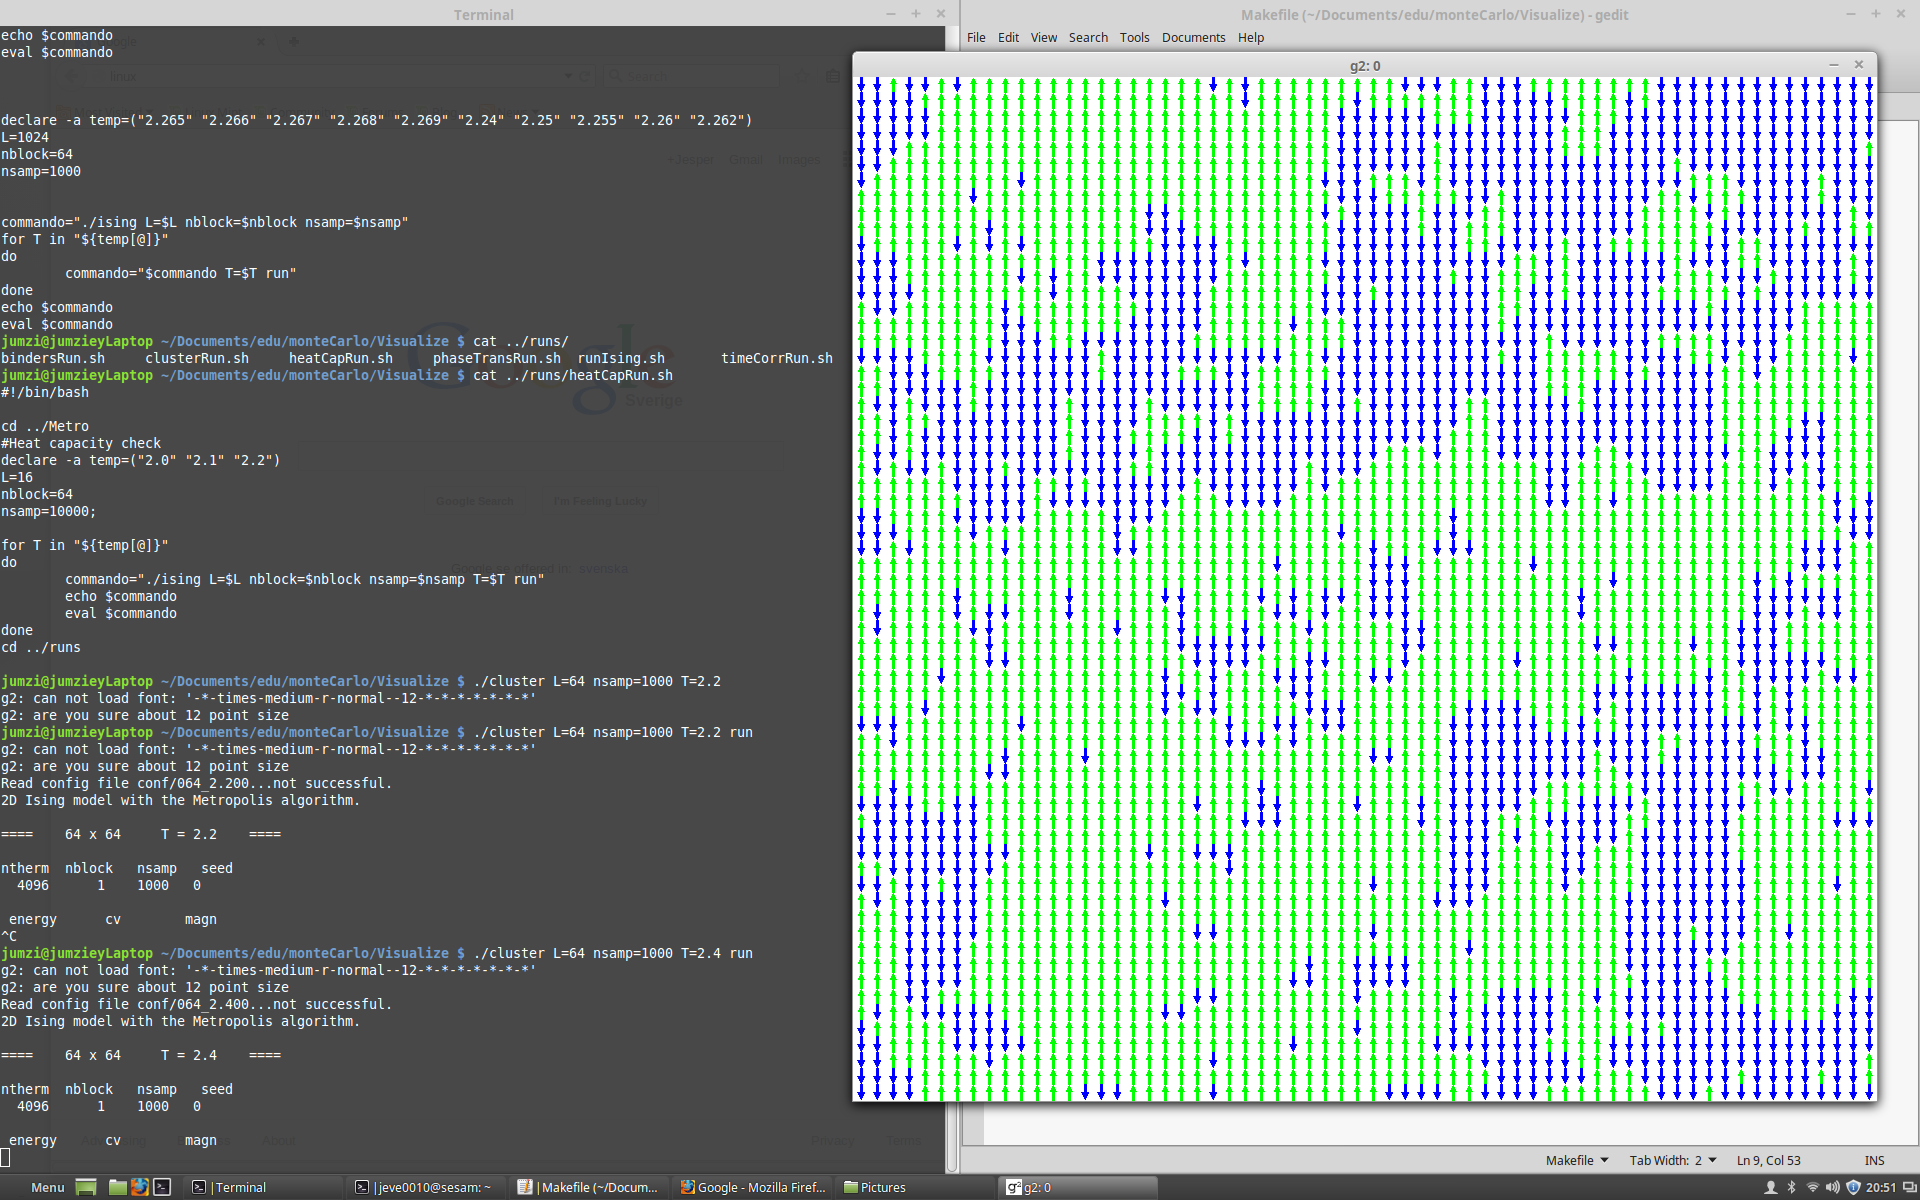 Terminal
echo $commando
eval $commando
declare -a temp=("2.265" "2.266" "2.267" "2.268" "2.269" "2.24" "2.25" "2.255" "2.26" "2.262")
L=1024
nblock=64
nsamp=1000
commando="./ising L=$L nblock=$nblock nsamp=$nsamp"
for T in "${temp[@]}"
do
commando="$commando T=$T run"
done
echo $commando
eval $commando
jumzi@jumzieyLaptop ~/Documents/edu/monteCarlo/Visualize $ cat ../runs/
bindersRun.sh clusterRun.sh heatCapRun.sh phaseTransRun.sh runIsing.sh timeCorrRun.sh
jumzi@jumzieyLaptop ~/Documents/edu/monteCarlo/Visualize $ cat ../runs/heatCapRun.sh
#!/bin/bash
cd ../Metro
#Heat capacity check
declare -a temp=("2.0" "2.1" "2.2")
L=16
nblock=64
nsamp=10000;
for T in "${temp[@]}"
do
commando="./ising L=$L nblock=$nblock nsamp=$nsamp T=$T run"
echo $commando
eval $commando
done
cd ../runs
jumzi@jumzieyLaptop ~/Documents/edu/monteCarlo/Visualize $ ./cluster L=64 nsamp=1000 T=2.2
g2: can not load font: '-*-times-medium-r-normal--12-*-*-*-*-*-*-*'
g2: are you sure about 12 point size
jumzi@jumzieyLaptop ~/Documents/edu/monteCarlo/Visualize $ ./cluster L=64 nsamp=1000 T=2.2 run
g2: can not load font: '-*-times-medium-r-normal--12-*-*-*-*-*-*-*'
g2: are you sure about 12 point size
Read config file conf/064_2.200...not successful.
2D Ising model with the Metropolis algorithm.
==== 64 x 64 T = 2.2 ====
ntherm nblock nsamp seed
4096 1 1000 0
energy cv magn
^C
jumzi@jumzieyLaptop ~/Documents/edu/monteCarlo/Visualize $ ./cluster L=64 nsamp=1000 T=2.4 run
g2: can not load font: '-*-times-medium-r-normal--12-*-*-*-*-*-*-*'
g2: are you sure about 12 point size
Read config file conf/064_2.400...not successful.
2D Ising model with the Metropolis algorithm.
==== 64 x 64 T = 2.4 ====
ntherm nblock nsamp seed
4096 1 1000 0
energy cv magn
Google
Sverige
Google Search I'm Feeling Lucky
+Jesper Gmail Images
Privacy Terms
Makefile (~/Documents/edu/monteCarlo/Visualize) - gedit
File Edit View Search Tools Documents Help
g2: 0
Makefile Tab Width: 2 Ln 9, Col 53 INS
Menu Terminal jeve0010@sesam: ~ Makefile (~/Docum... Google - Mozilla Firef... Pictures g2: 0 20:51